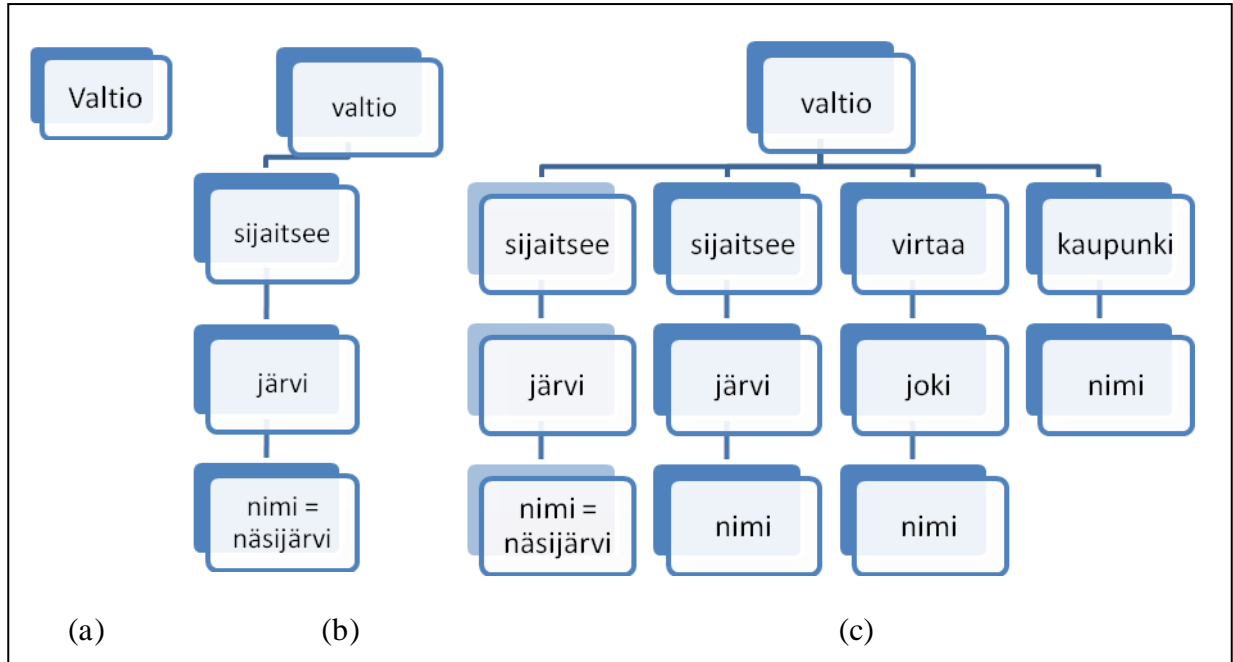 Valtio
valtio
sijaitsee
järvi
nimi =
näsijärvi
valtio
sijaitsee
sijaitsee
virtaa
kaupunki
järvi
järvi
joki
nimi
nimi =
näsijärvi
nimi
nimi
(a)
(b)
(c)